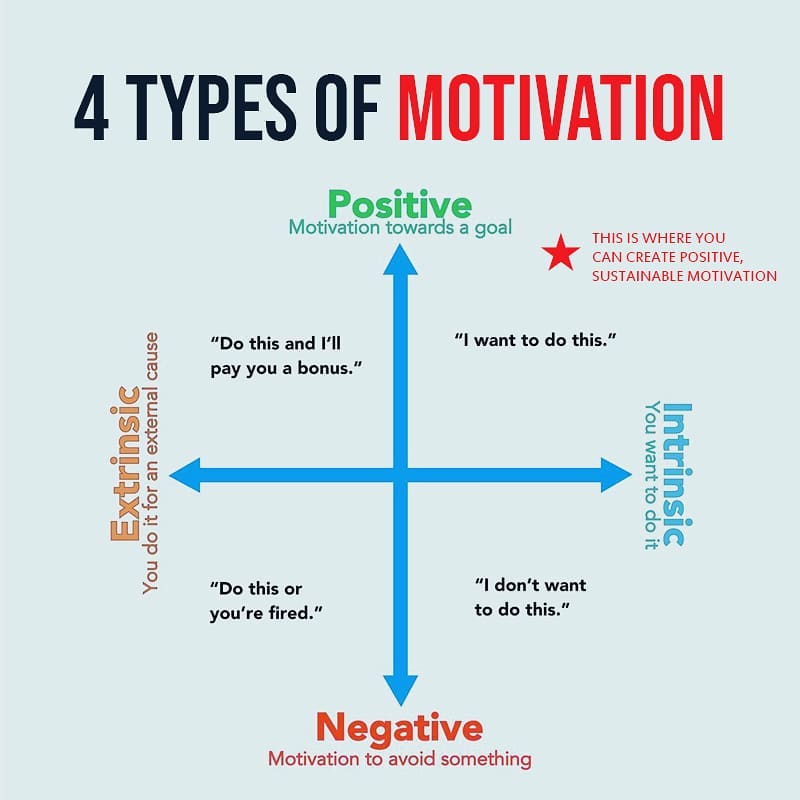 4 TYPES OF MOTIVATION
Positive
Motivation towards a goal
THIS IS WHERE YOU
CAN CREATE POSITIVE,
SUSTAINABLE MOTIVATION
“Do this and I’ll
pay you a bonus.”
“I want to do this.”
Extrinsic
You do it for an external cause
Intrinsic
You want to do it
“Do this or
you’re fired.”
“I don’t want
to do this.”
Negative
Motivation to avoid something